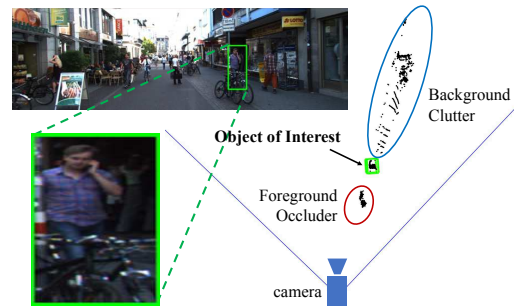 Background
Clutter
Object of Interest
Foreground
Occluder
camera